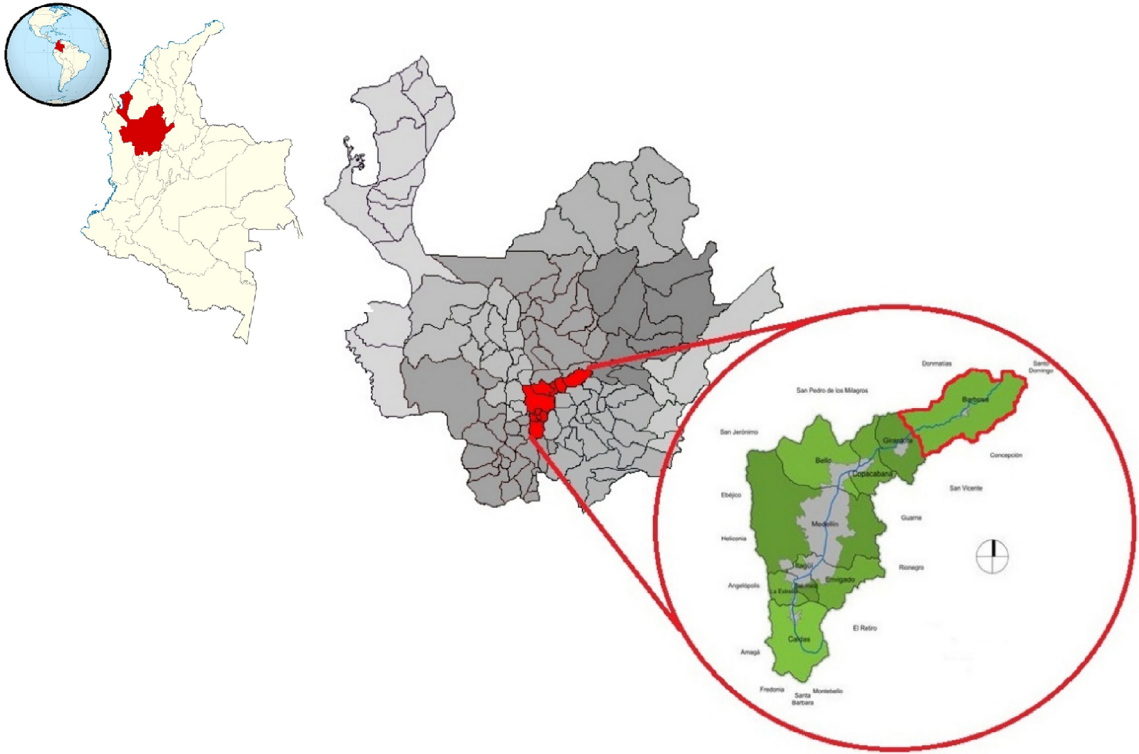 Donmatías
Santo
Domingo
San Pedro de los Milagros
Barbosa
San Jerónimo
Girardota
Concepción
Bello
Copacabana
San Vicente
Ebéjico
Guarne
Medellín
Heliconia
Itagüí
Rionegro
Envigado
Angelópolis
La Estrella
El Retiro
Caldas
Amagá
Fredonia
Montebello
Santa
Barbara